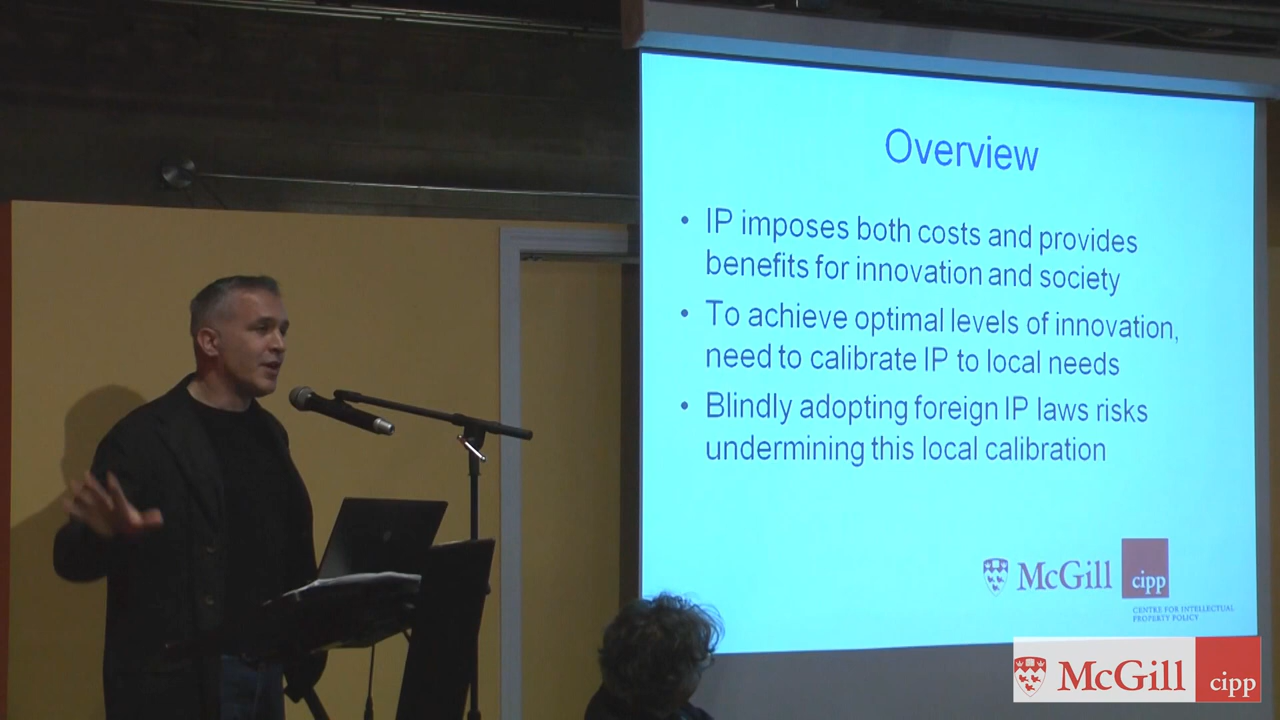 Overview
• IP imposes both costs and provides
benefits for innovation and society
• To achieve optimal levels of innovation,
need to calibrate IP to local needs
• Blindly adopting foreign IP laws risks
undermining this local calibration
McGill cipp
CENTRE FOR INTELLECTUAL
PROPERTY POLICY
McGill cipp